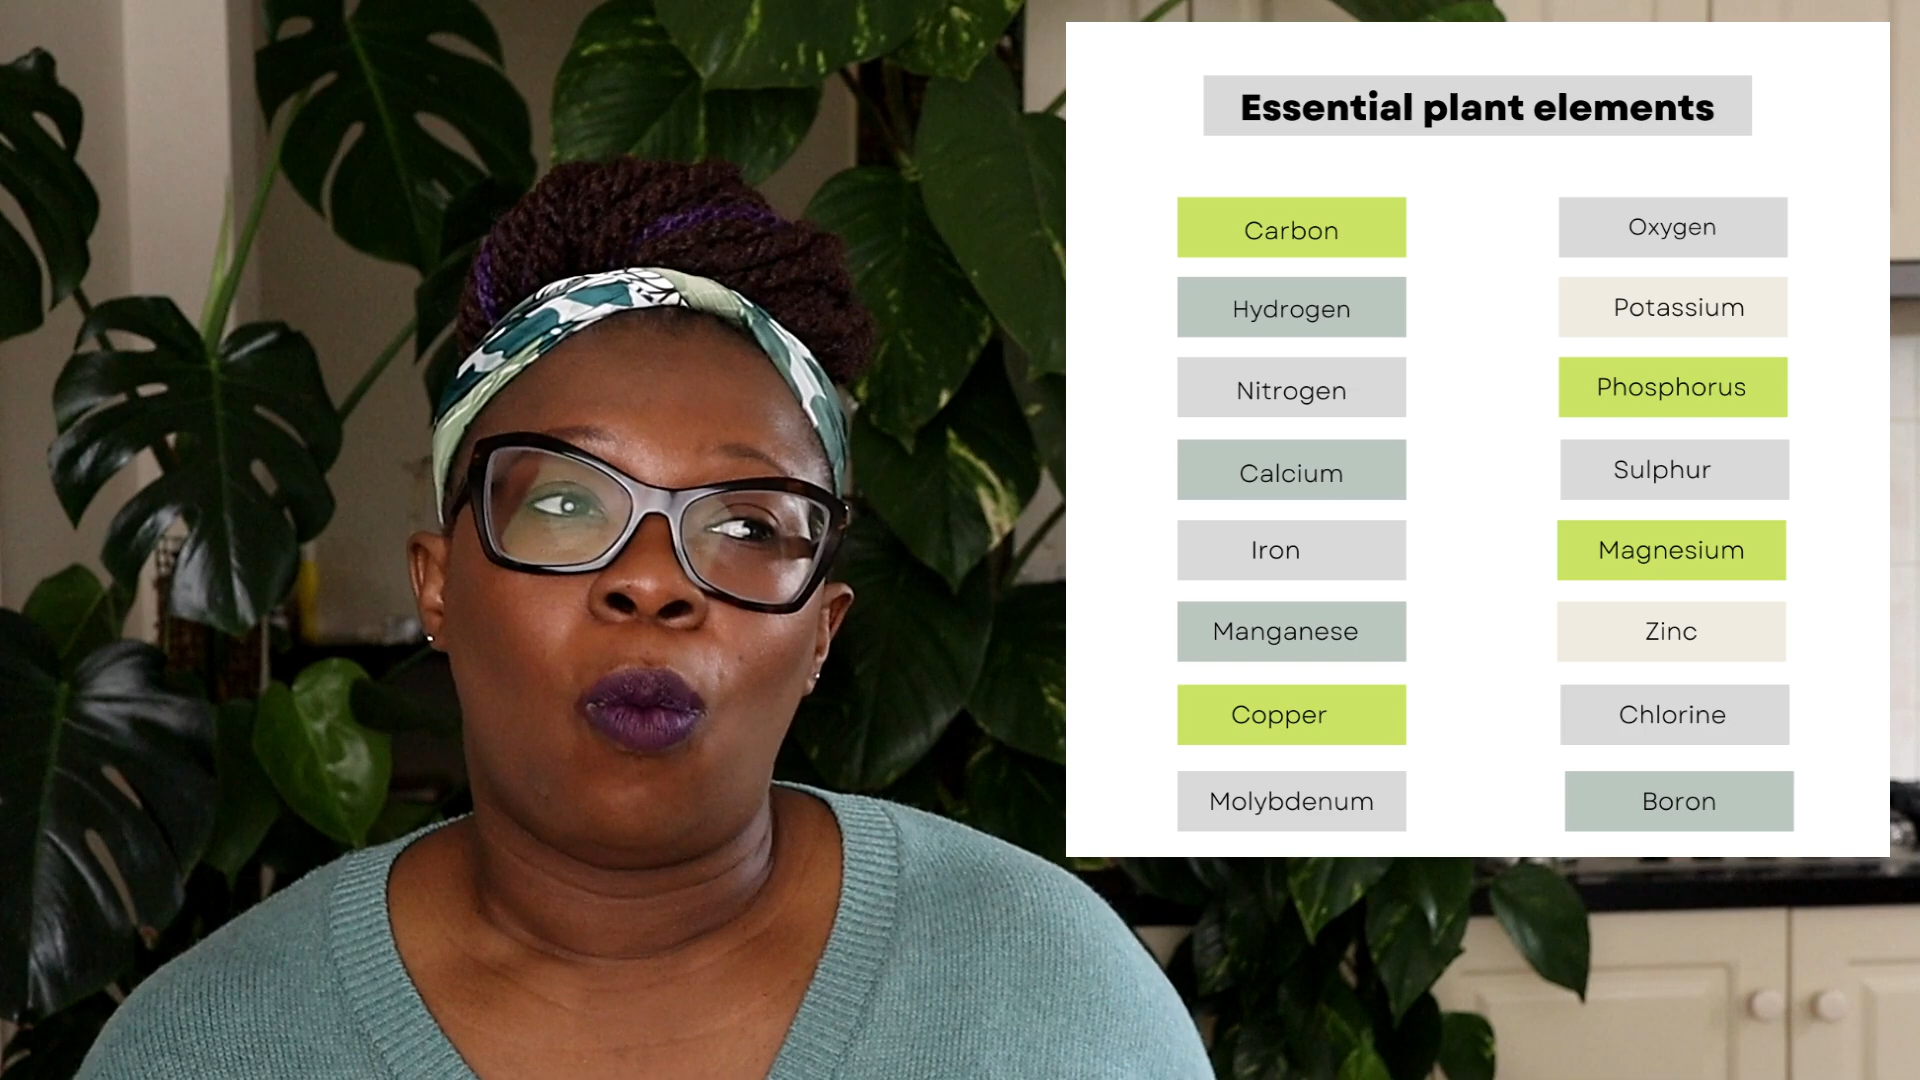 Essential plant elements
Carbon
Oxygen
Hydrogen
Potassium
Nitrogen
Phosphorus
Calcium
Sulphur
Iron
Magnesium
Manganese
Zinc
Copper
Chlorine
Molybdenum
Boron